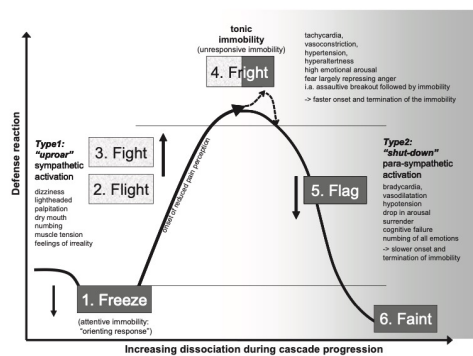 tonic
immobility
(unresponsive immobility)
4. Fright
tachycardia,
vasoconstriction,
hypertension,
hyperaltertness
high emotional arousal
fear largely repressing anger
i.a. assaultive breakout followed by immobility
-> faster onset and termination of the immobility
Defense reaction
Type1:
"uproar"
sympathetic
activation
dizziness
lightheaded
palpitation
dry mouth
numbing
muscle tension
feelings of irreality
3. Fight
2. Flight
onset of reduced pain perception
5. Flag
Type2:
"shut-down"
para-sympathetic
activation
bradycardia,
vasodilatation
hypotension
drop in arousal
surrender
cognitive failure
numbing of all emotions
-> slower onset and
termination of immobility
1. Freeze
(attentive immobility:
"orienting response")
6. Faint
Increasing dissociation during cascade progression